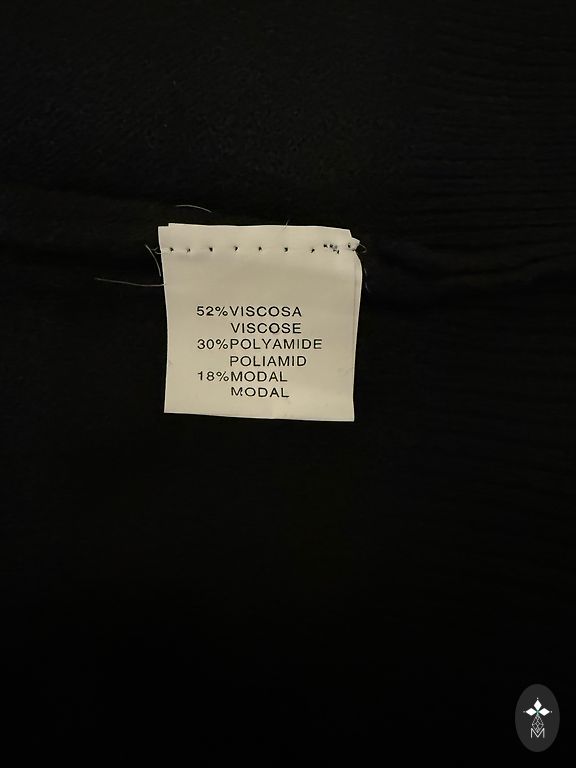 52%VISCOSA
VISCOSE
30%POLYAMIDE
POLIAMID
18%MODAL
MODAL